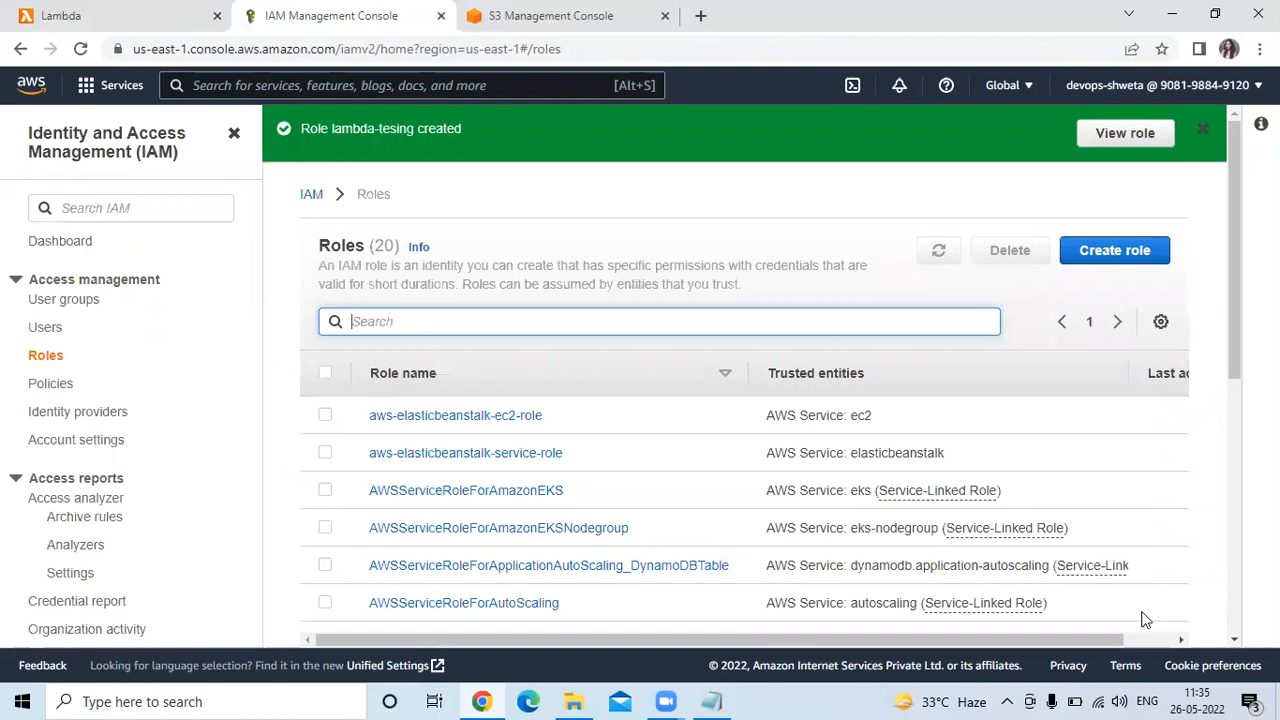 Lambda
IAM Management Console
S3 Management Console
us-east-1.console.aws.amazon.com/iamv2/home?region=us-east-1#/roles
aws
Services
Search for services, features, blogs, docs, and more
[Alt+S]
Global
devops-shweta @ 9081-9884-9120
Identity and Access
Management (IAM)
Search IAM
Dashboard
Access management
User groups
Users
Roles
Policies
Identity providers
Account settings
Access reports
Access analyzer
Archive rules
Analyzers
Settings
Credential report
Organization activity
Role lambda-tesing created
View role
IAM
Roles
Roles (20) Info
Delete
Create role
An IAM role is an identity you can create that has specific permissions with credentials that are
valid for short durations. Roles can be assumed by entities that you trust.
Search
1
Role name
Trusted entities
Last ac
aws-elasticbeanstalk-ec2-role
AWS Service: ec2
aws-elasticbeanstalk-service-role
AWS Service: elasticbeanstalk
AWSServiceRoleForAmazonEKS
AWS Service: eks (Service-Linked Role)
AWSServiceRoleForAmazonEKSNodegroup
AWS Service: eks-nodegroup (Service-Linked Role)
AWSServiceRoleForApplicationAutoScaling_DynamoDBTable
AWS Service: dynamodb.application-autoscaling (Service-Link
AWSServiceRoleForAutoScaling
AWS Service: autoscaling (Service-Linked Role)
Feedback
Looking for language selection? Find it in the new Unified Settings
© 2022, Amazon Internet Services Private Ltd. or its affiliates.
Privacy
Terms
Cookie preferences
Type here to search
33°C Haze
ENG
11:35
26-05-2022
3